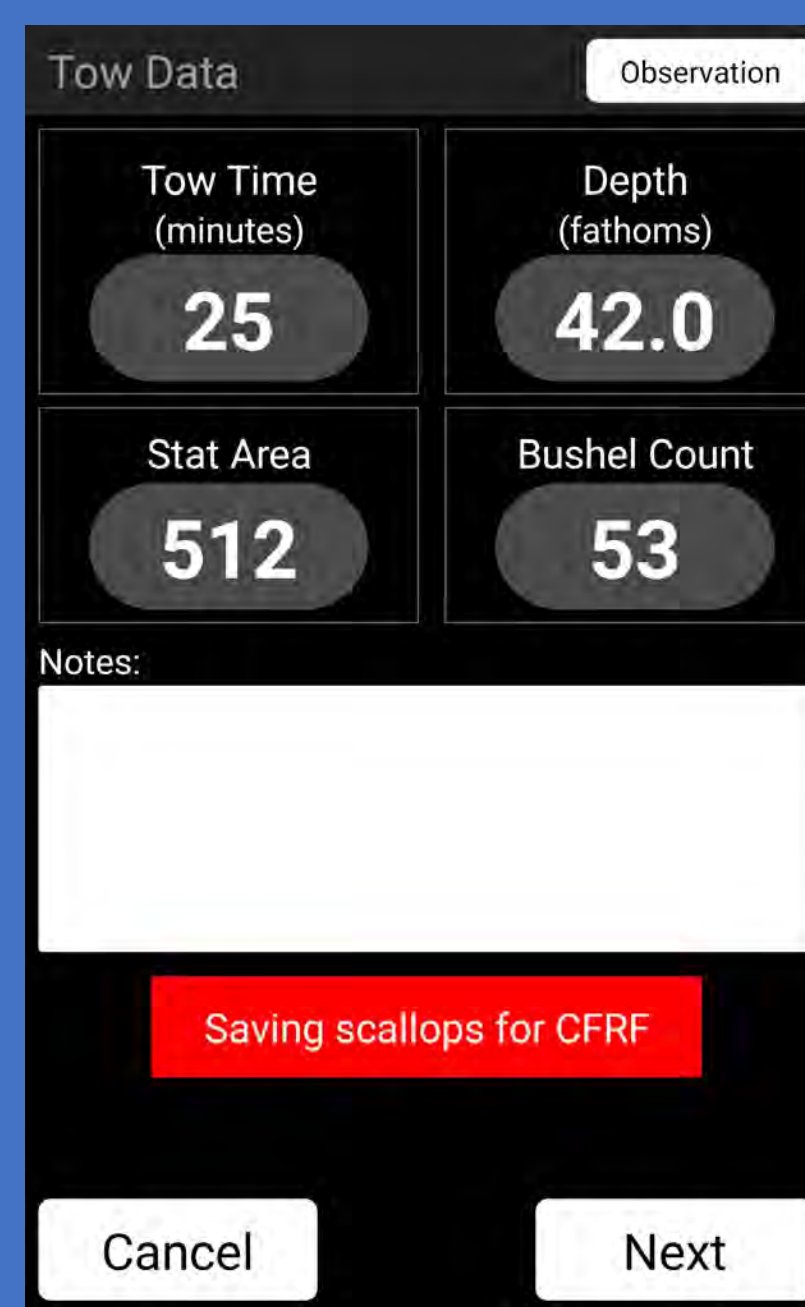 Tow Data
Observation
Tow Time
(minutes)
25
Depth
(fathoms)
42.0
Stat Area
512
Bushel Count
53
Notes:
Saving scallops for CFRF
Cancel
Next